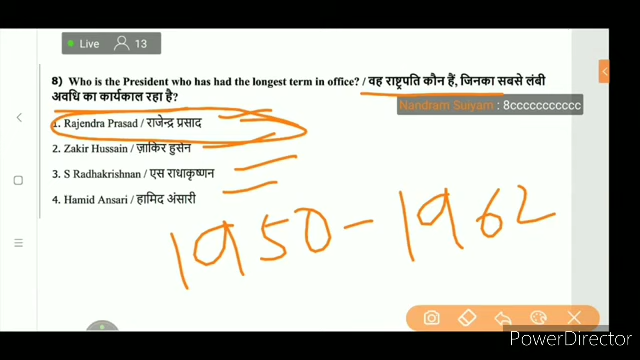 Live 13
8) Who is the President who has had the longest term in office? / वह राष्ट्रपति कौन हैं, जिनका सबसे लंबी
अवधि का कार्यकाल रहा है?
Nandram Suiyam : 8ccccccccccc
1. Rajendra Prasad / राजेन्द्र प्रसाद
2. Zakir Hussain / ज़ाकिर हुसैन
3. S Radhakrishnan / एस राधाकृष्णन
4. Hamid Ansari / हामिद अंसारी
1950 - 1962
PowerDirector